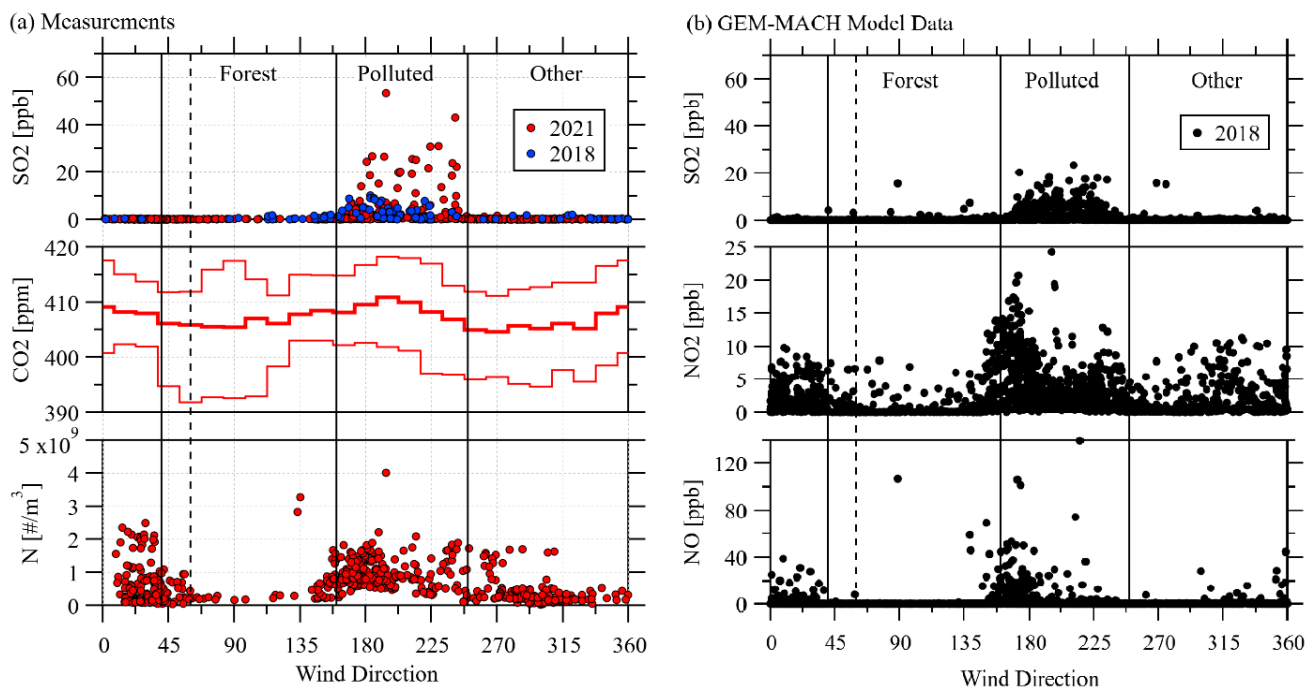 (a) Measurements
Forest Polluted Other
SO2 [ppb]
60
40
20
0
2021
2018
CO2 [ppm]
420
410
400
390
N [#/m³]
5 x10⁹
4
3
2
1
0
0 45 90 135 180 225 270 315 360
Wind Direction
(b) GEM-MACH Model Data
Forest Polluted Other
SO2 [ppb]
60
40
20
0
2018
NO2 [ppb]
25
20
15
10
5
0
NO [ppb]
120
80
40
0
0 45 90 135 180 225 270 315 360
Wind Direction